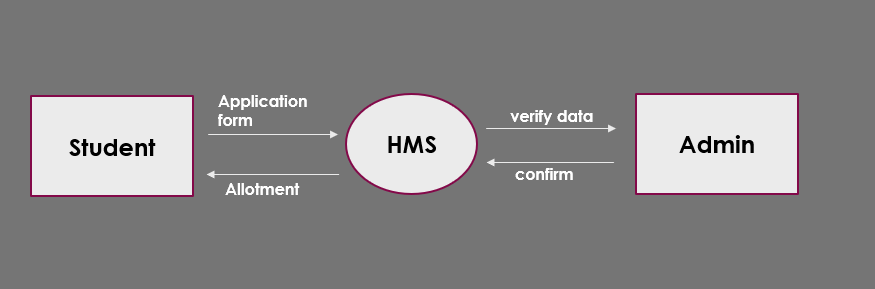 Application
form
verify data
Student
HMS
Admin
Allotment
confirm